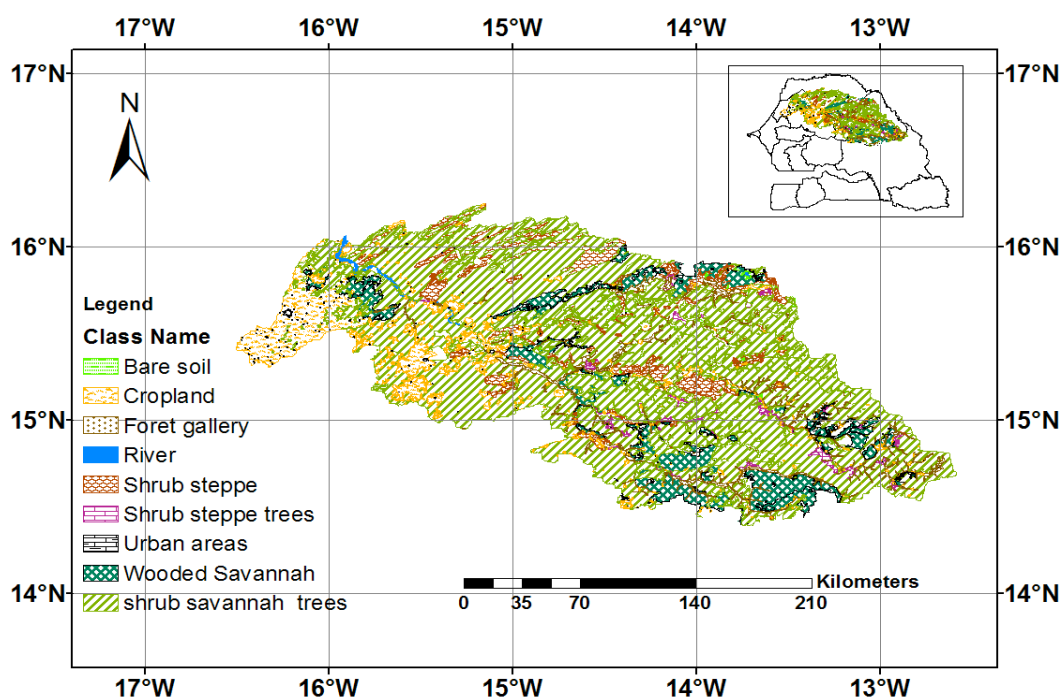 17°W 16°W 15°W 14°W 13°W
17°N 17°N
N
16°N 16°N
Legend
Class Name
Bare soil
Cropland
15°N 15°N
Foret gallery
River
Shrub steppe
Shrub steppe trees
Urban areas
Wooded Savannah
Kilometers
14°N 14°N
shrub savannah trees
0 35 70 140 210
17°W 16°W 15°W 14°W 13°W